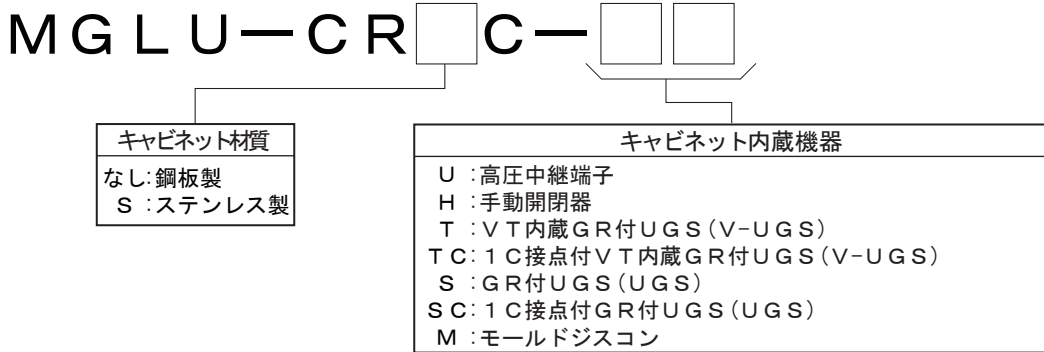 MGLU-CR□C-□□
キャビネット材質
なし:鋼板製
S:ステンレス製
キャビネット内蔵機器
U:高圧中継端子
H:手動開閉器
T:VT内蔵GR付UGS(V-UGS)
TC:1C接点付VT内蔵GR付UGS(V-UGS)
S:GR付UGS(UGS)
SC:1C接点付GR付UGS(UGS)
M:モールドジスコン